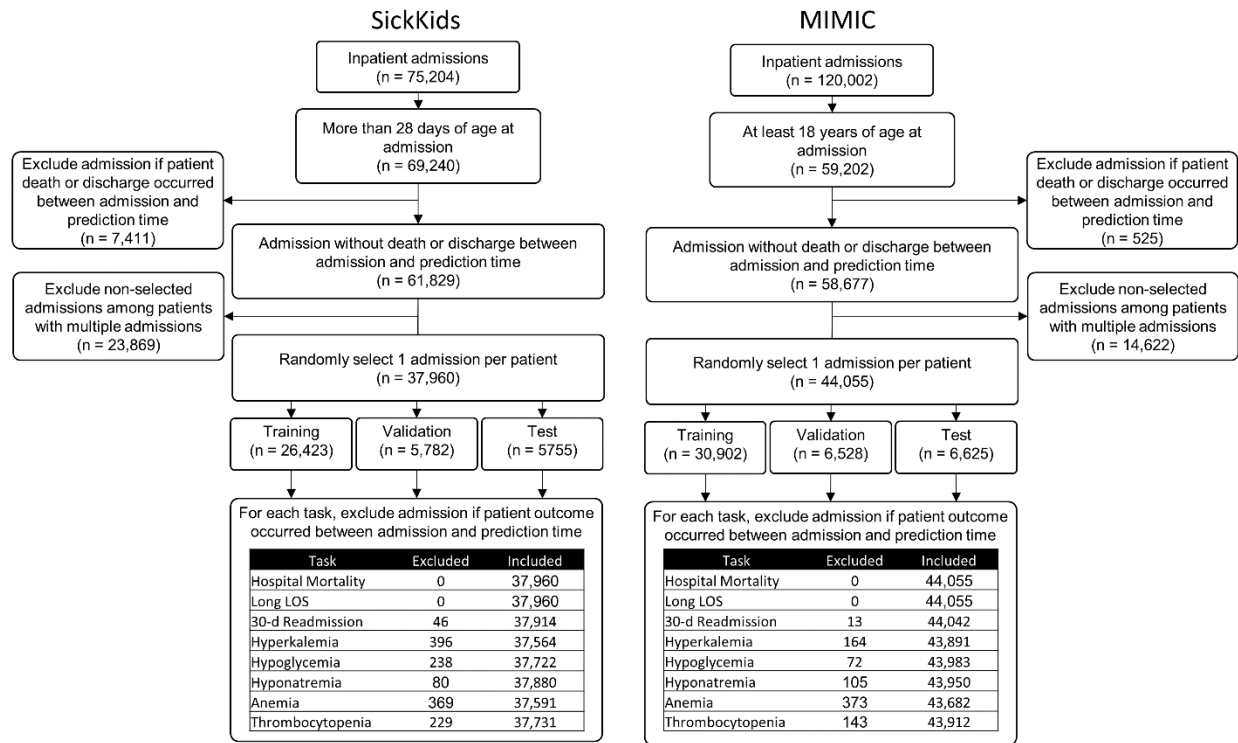 SickKids
Inpatient admissions
(n = 75,204)
More than 28 days of age at
admission
(n = 69,240)
Exclude admission if patient
death or discharge occurred
between admission and
prediction time
(n = 7,411)
Admission without death or discharge between
admission and prediction time
(n = 61,829)
Exclude non-selected
admissions among patients
with multiple admissions
(n = 23,869)
Randomly select 1 admission per patient
(n = 37,960)
Training
(n = 26,423)
Validation
(n = 5,782)
Test
(n = 5755)
For each task, exclude admission if patient outcome
occurred between admission and prediction time
Task Excluded Included
Hospital Mortality 0 37,960
Long LOS 0 37,960
30-d Readmission 46 37,914
Hyperkalemia 396 37,564
Hypoglycemia 238 37,722
Hyponatremia 80 37,880
Anemia 369 37,591
Thrombocytopenia 229 37,731
MIMIC
Inpatient admissions
(n = 120,002)
At least 18 years of age at
admission
(n = 59,202)
Exclude admission if patient
death or discharge occurred
between admission and
prediction time
(n = 525)
Admission without death or discharge between
admission and prediction time
(n = 58,677)
Exclude non-selected
admissions among patients
with multiple admissions
(n = 14,622)
Randomly select 1 admission per patient
(n = 44,055)
Training
(n = 30,902)
Validation
(n = 6,528)
Test
(n = 6,625)
For each task, exclude admission if patient outcome
occurred between admission and prediction time
Task Excluded Included
Hospital Mortality 0 44,055
Long LOS 0 44,055
30-d Readmission 13 44,042
Hyperkalemia 164 43,891
Hypoglycemia 72 43,983
Hyponatremia 105 43,950
Anemia 373 43,682
Thrombocytopenia 143 43,912